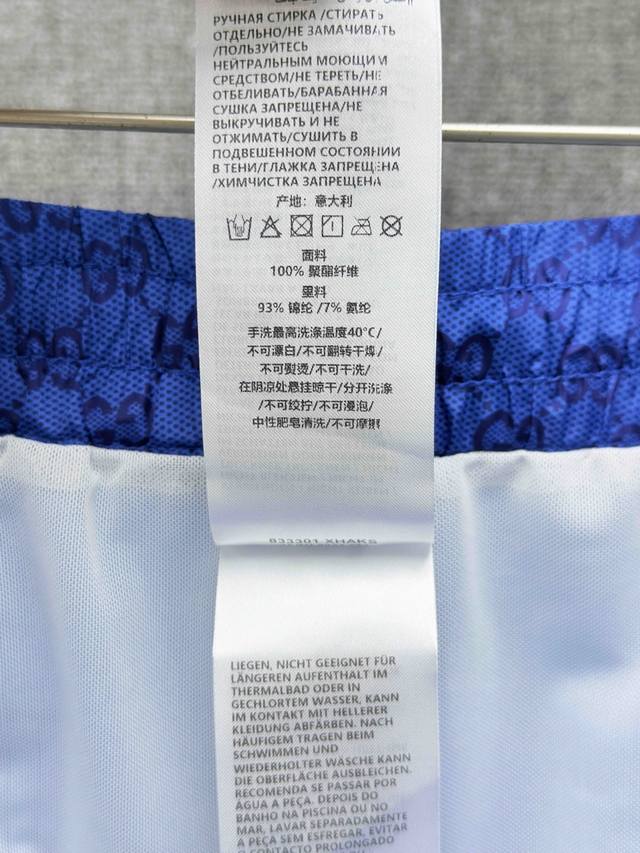 РУЧНАЯ СТИРКА /СТИРАТЬ
ОТДЕЛЬНО/НЕ ЗАМАЧИВАТЬ
/ПОЛЬЗУЙТЕСЬ
НЕЙТРАЛЬНЫМ МОЮЩИМ
СРЕДСТВОМ/НЕ ТЕРЕТЬ/НЕ
ОТБЕЛИВАТЬ/БАРАБАННАЯ
СУШКА ЗАПРЕЩЕНА/НЕ
ВЫКРУЧИВАТЬ И НЕ
ОТЖИМАТЬ/СУШИТЬ В
ПОДВЕШЕННОМ СОСТОЯНИИ
В ТЕНИ/ГЛАЖКА ЗАПРЕЩЕНА
/ХИМЧИСТКА ЗАПРЕЩЕНА
产地：意大利
面料
100% 聚酯纤维
里料
93% 锦纶 /7% 氨纶
手洗最高洗涤温度40°C/
不可漂白/不可翻转干燥/
不可熨烫/不可干洗/
在阴凉处悬挂晾干/分开洗涤
/不可绞拧/不可浸泡/
中性肥皂清洗/不可摩擦
833301 XHAKS
LIEGEN, NICHT GEEIGNET FÜR
LÄNGEREN AUFENTHALT IM
THERMALBAD ODER IN
GECHLORTEM WASSER, KANN
IM KONTAKT MIT HELLERER
KLEIDUNG ABFÄRBEN. NACH
HÄUFIGEM TRAGEN BEIM
SCHWIMMEN UND
WIEDERHOLTER WÄSCHE KANN
DIE OBERFLÄCHE AUSBLEICHEN.
RECOMENDA SE PASSAR POR
ÁGUA A PEÇA. DEPOIS DO
BANHO NA PISCINA OU NO
MAR, LAVAR SEPARADAMENTE
A PEÇA SEM ESFREGAR. EVITAR
O CONTACTO PROLONGADO